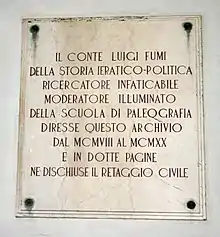 IL CONTE LUIGI FUMI
DELLA STORIA IERATICO-POLITICA
RICERCATORE INFATICABILE
MODERATORE ILLUMINATO
DELLA SCUOLA DI PALEOGRAFIA
DIRESSE QUESTO ARCHIVIO
DAL MCMVIII AL MCMXX
E IN DOTTE PAGINE
NE DISCHIUSE IL RETAGGIO CIVILE